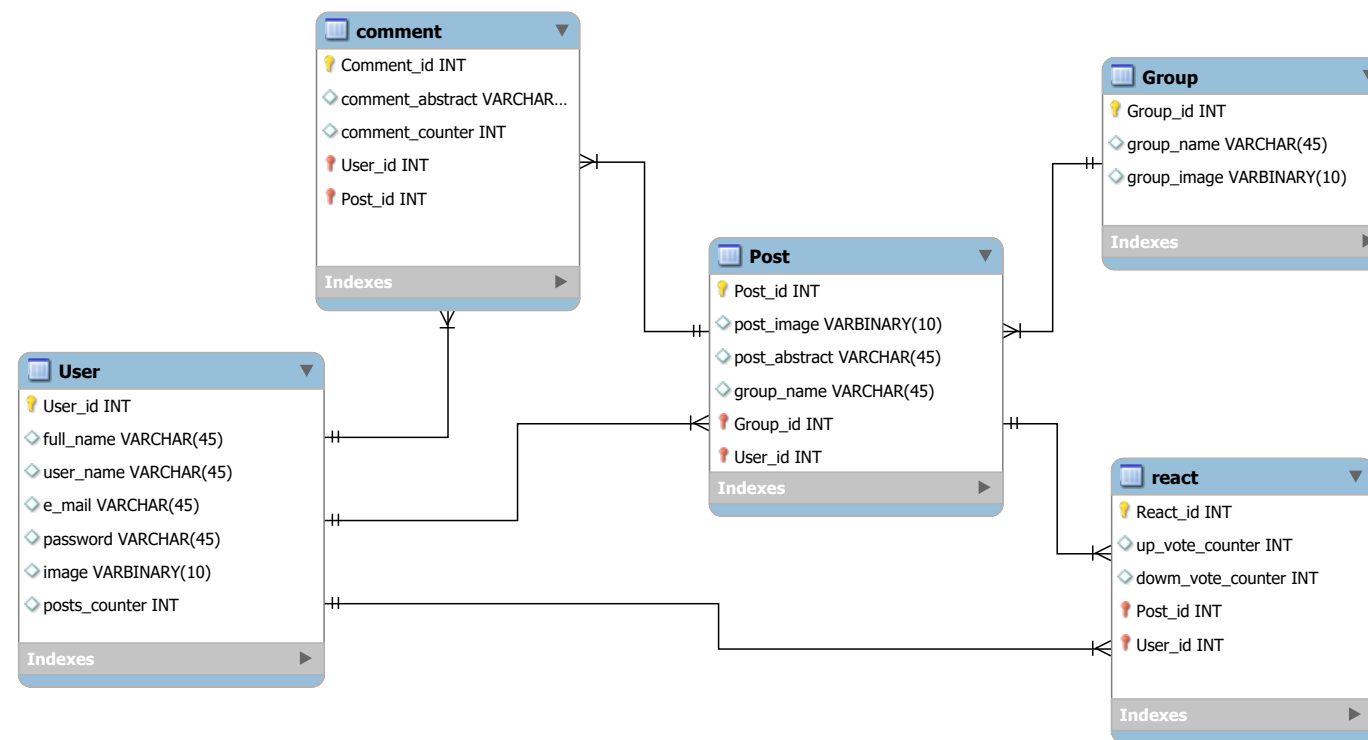 comment
Comment_id INT
comment_abstract VARCHAR...
comment_counter INT
User_id INT
Post_id INT
Indexes
Group
Group_id INT
group_name VARCHAR(45)
group_image VARBINARY(10)
Indexes
Post
Post_id INT
post_image VARBINARY(10)
post_abstract VARCHAR(45)
group_name VARCHAR(45)
Group_id INT
User_id INT
Indexes
User
User_id INT
full_name VARCHAR(45)
user_name VARCHAR(45)
e_mail VARCHAR(45)
password VARCHAR(45)
image VARBINARY(10)
posts_counter INT
Indexes
react
React_id INT
up_vote_counter INT
dowm_vote_counter INT
Post_id INT
User_id INT
Indexes